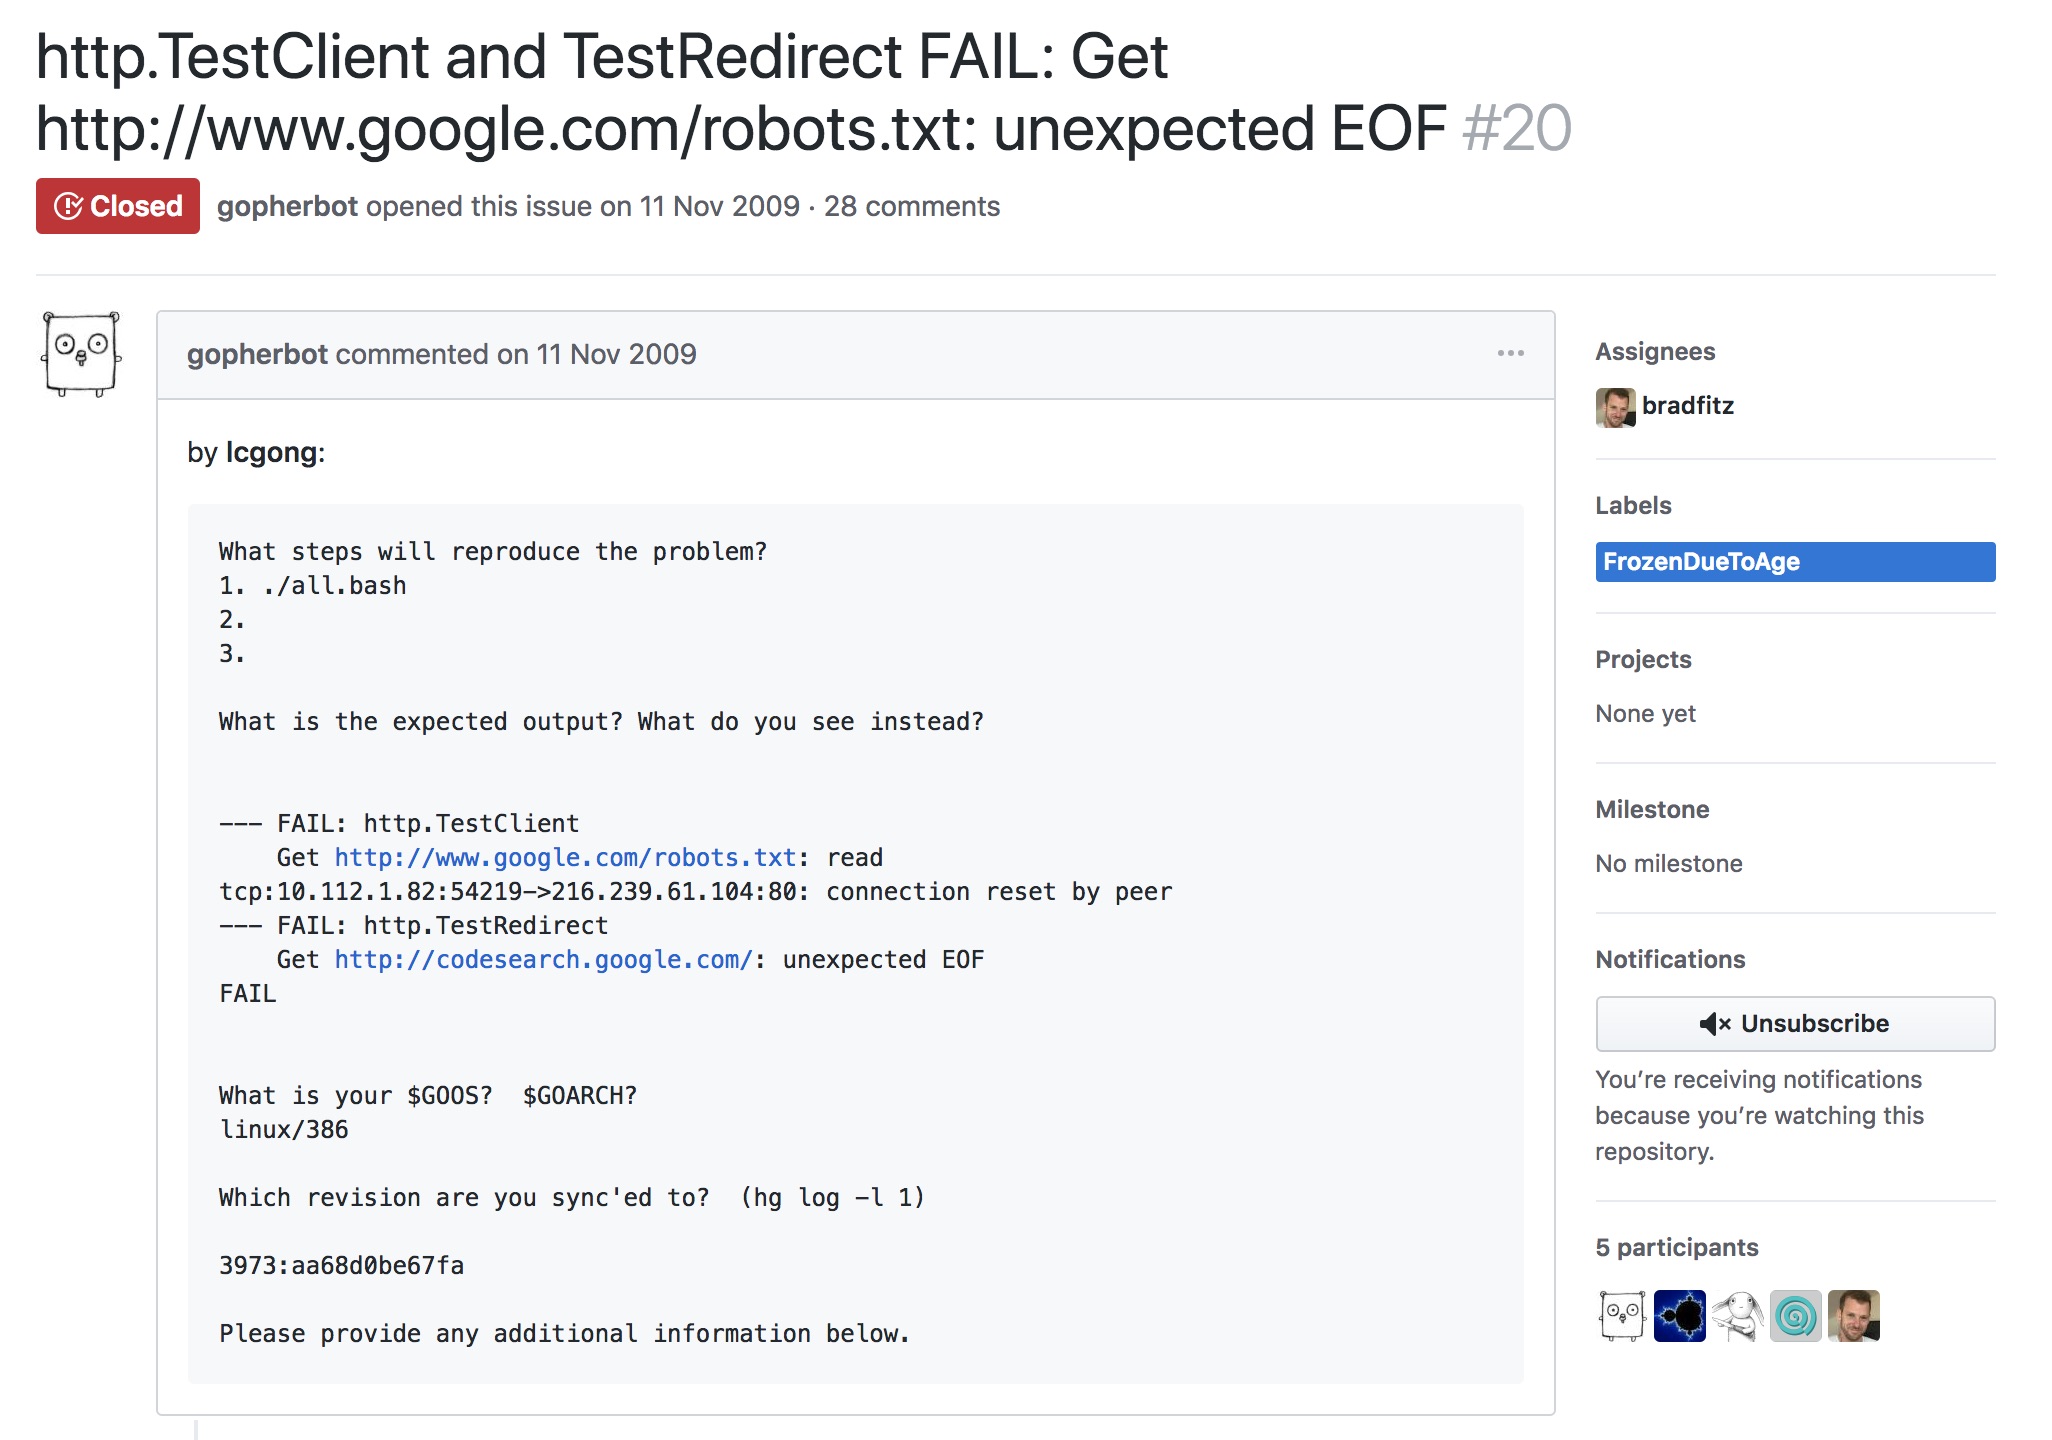 http.TestClient and TestRedirect FAIL: Get
http://www.google.com/robots.txt: unexpected EOF #20
Closed gopherbot opened this issue on 11 Nov 2009 · 28 comments
gopherbot commented on 11 Nov 2009
by lcgong:
What steps will reproduce the problem?
1. ./all.bash
2.
3.
What is the expected output? What do you see instead?
--- FAIL: http.TestClient
    Get http://www.google.com/robots.txt: read
tcp:10.112.1.82:54219->216.239.61.104:80: connection reset by peer
--- FAIL: http.TestRedirect
    Get http://codesearch.google.com/: unexpected EOF
FAIL
What is your $GOOS?  $GOARCH?
linux/386
Which revision are you sync'ed to?  (hg log -l 1)
3973:aa68d0be67fa
Please provide any additional information below.
Assignees
bradfitz
Labels
FrozenDueToAge
Projects
None yet
Milestone
No milestone
Notifications
Unsubscribe
You’re receiving notifications
because you’re watching this
repository.
5 participants